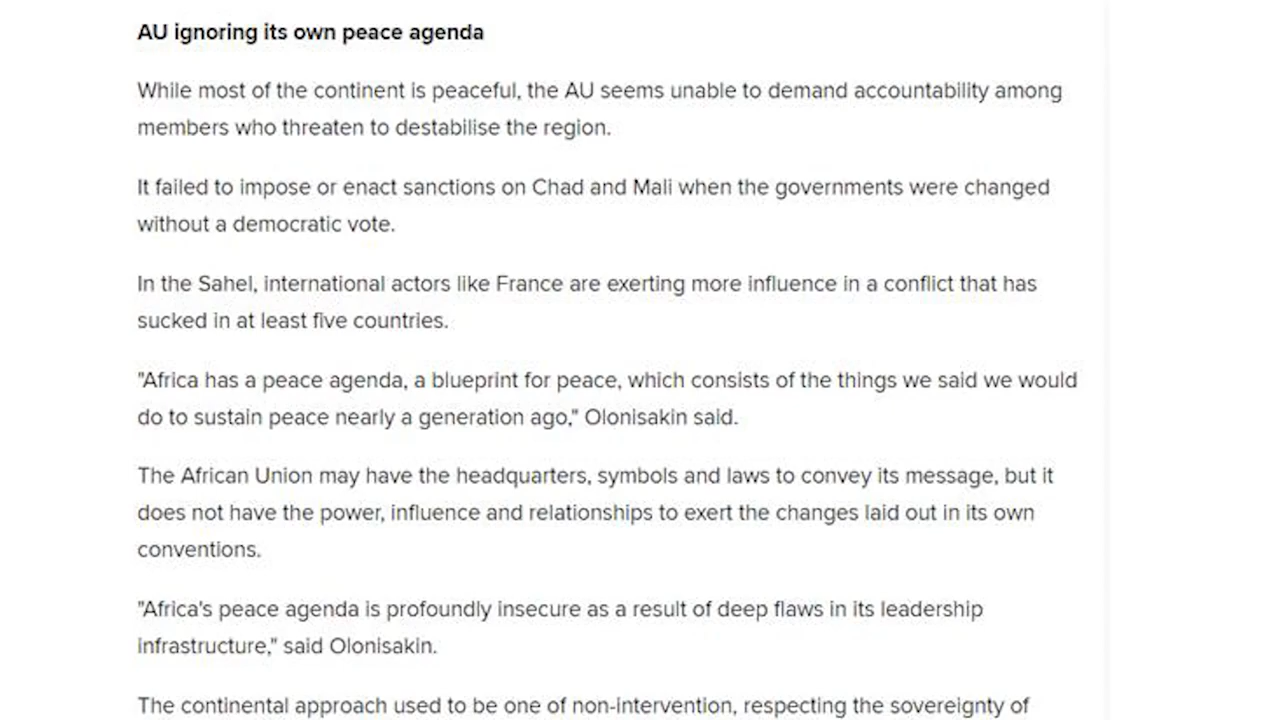 AU ignoring its own peace agenda
While most of the continent is peaceful, the AU seems unable to demand accountability among
members who threaten to destabilise the region.
It failed to impose or enact sanctions on Chad and Mali when the governments were changed
without a democratic vote.
In the Sahel, international actors like France are exerting more influence in a conflict that has
sucked in at least five countries.
"Africa has a peace agenda, a blueprint for peace, which consists of the things we said we would
do to sustain peace nearly a generation ago," Olonisakin said.
The African Union may have the headquarters, symbols and laws to convey its message, but it
does not have the power, influence and relationships to exert the changes laid out in its own
conventions.
"Africa's peace agenda is profoundly insecure as a result of deep flaws in its leadership
infrastructure," said Olonisakin.
The continental approach used to be one of non-intervention, respecting the sovereignty of